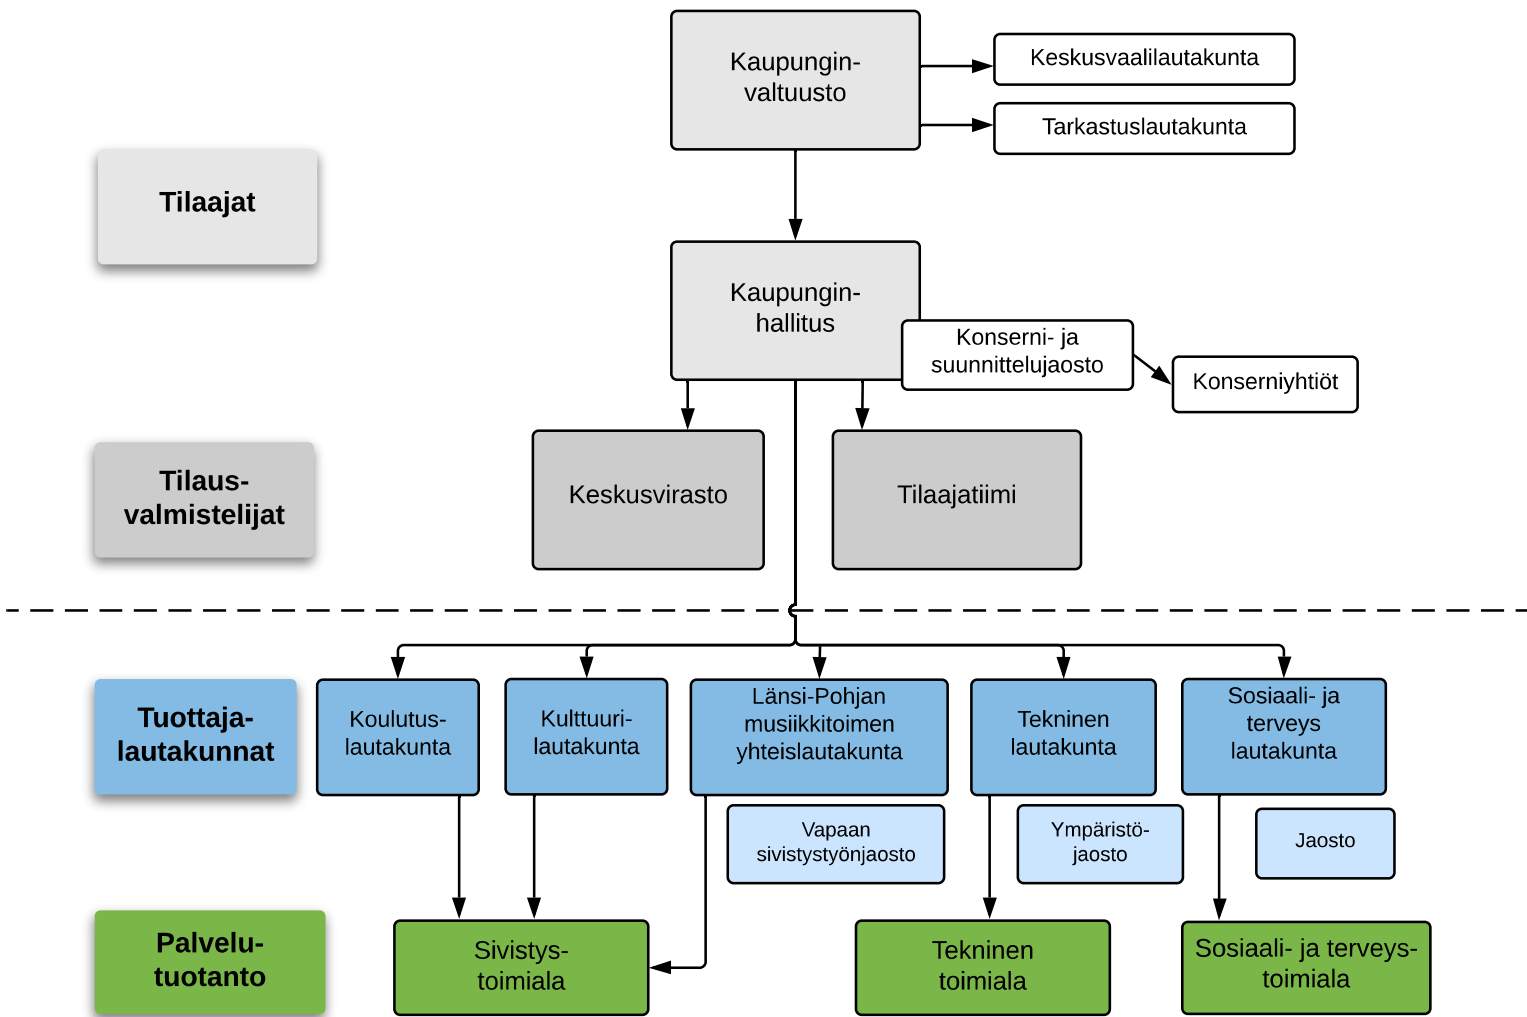 Kaupungin-
valtuusto
Keskusvaalilautakunta
Tarkastuslautakunta
Tilaajat
Kaupungin-
hallitus
Konserni- ja
suunnittelujaosto
Konserniyhtiöt
Tilaus-
valmistelijat
Keskusvirasto
Tilaajatiimi
Tuottaja-
lautakunnat
Koulutus-
lautakunta
Kulttuuri-
lautakunta
Länsi-Pohjan
musiikkitoimen
yhteislautakunta
Tekninen
lautakunta
Sosiaali- ja
terveys
lautakunta
Vapaan
sivistystyönjaosto
Ympäristö-
jaosto
Jaosto
Palvelu-
tuotanto
Sivistys-
toimiala
Tekninen
toimiala
Sosiaali- ja terveys-
toimiala